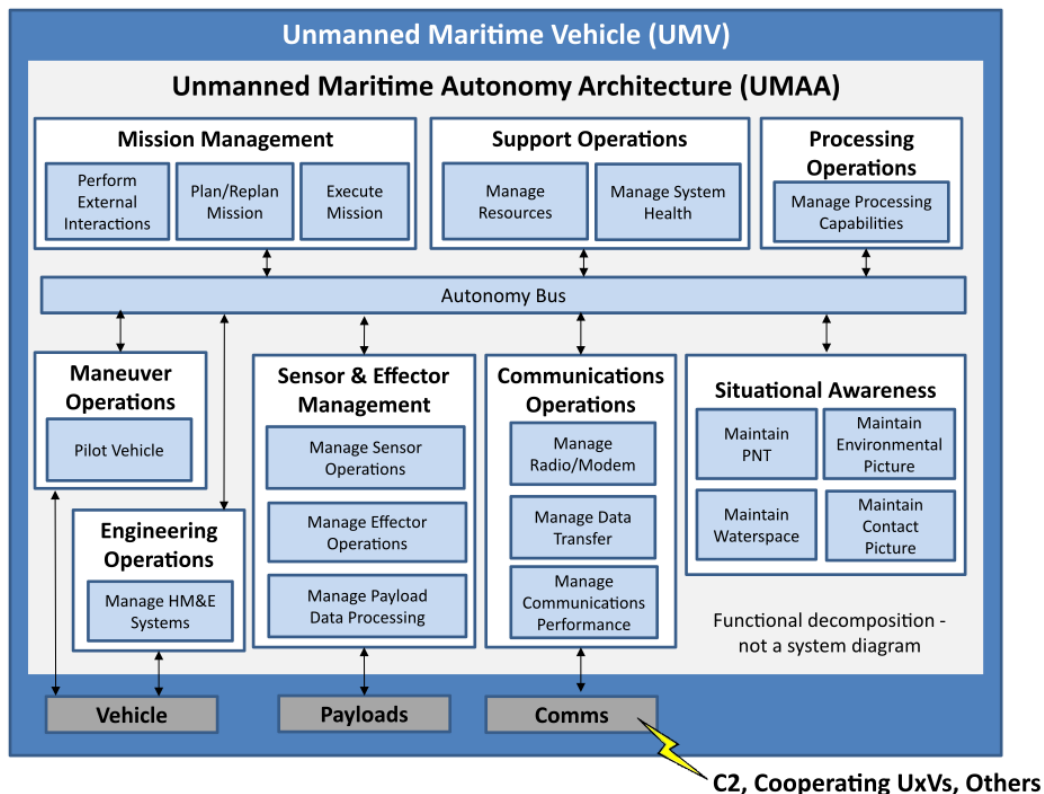 Unmanned Maritime Vehicle (UMV)
Unmanned Maritime Autonomy Architecture (UMAA)
Mission Management
Perform
External
Interactions
Plan/Replan
Mission
Execute
Mission
Support Operations
Manage
Resources
Manage System
Health
Processing
Operations
Manage Processing
Capabilities
Autonomy Bus
Maneuver
Operations
Pilot Vehicle
Engineering
Operations
Manage HM&E
Systems
Sensor & Effector
Management
Manage Sensor
Operations
Manage Effector
Operations
Manage Payload
Data Processing
Communications
Operations
Manage
Radio/Modem
Manage Data
Transfer
Manage
Communications
Performance
Situational Awareness
Maintain
PNT
Maintain
Environmental
Picture
Maintain
Waterspace
Maintain
Contact
Picture
Functional decomposition -
not a system diagram
Vehicle
Payloads
Comms
C2, Cooperating UxVs, Others